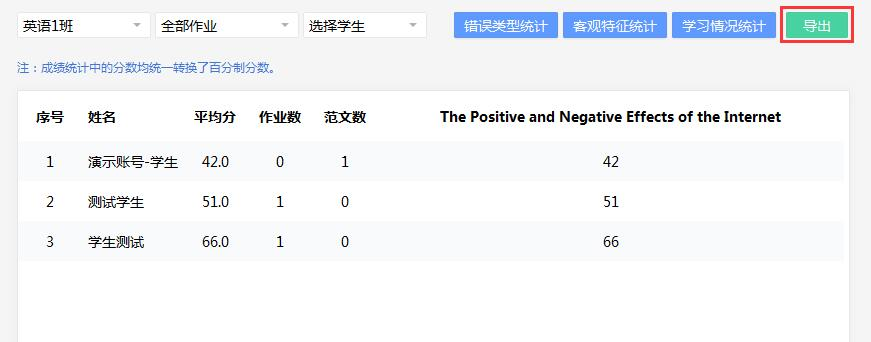 英语1班 全部作业 选择学生 错误类型统计 客观特征统计 学习情况统计 导出
注：成绩统计中的分数均统一转换了百分制分数。
序号 姓名 平均分 作业数 范文数 The Positive and Negative Effects of the Internet
1 演示账号-学生 42.0 0 1 42
2 测试学生 51.0 1 0 51
3 学生测试 66.0 1 0 66